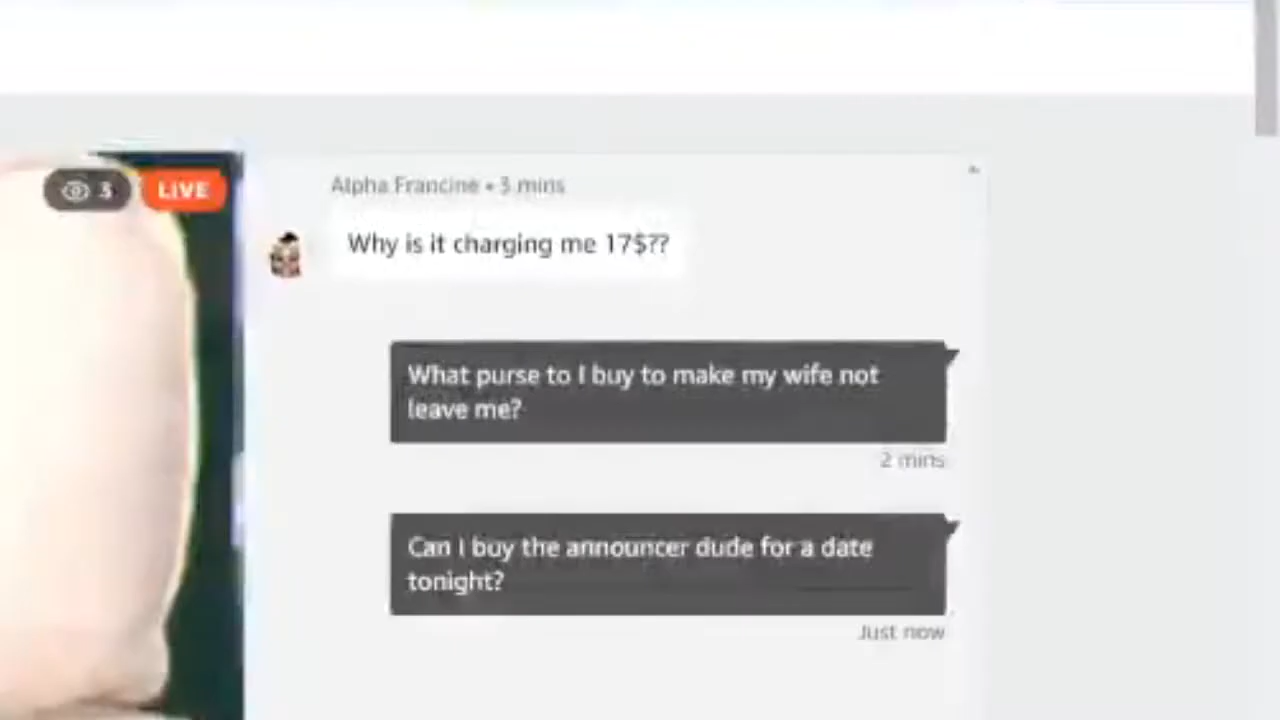 3 LIVE
Alpha Francine • 3 mins
Why is it charging me 17$??
What purse to I buy to make my wife not
leave me?
2 mins
Can I buy the announcer dude for a date
tonight?
Just now